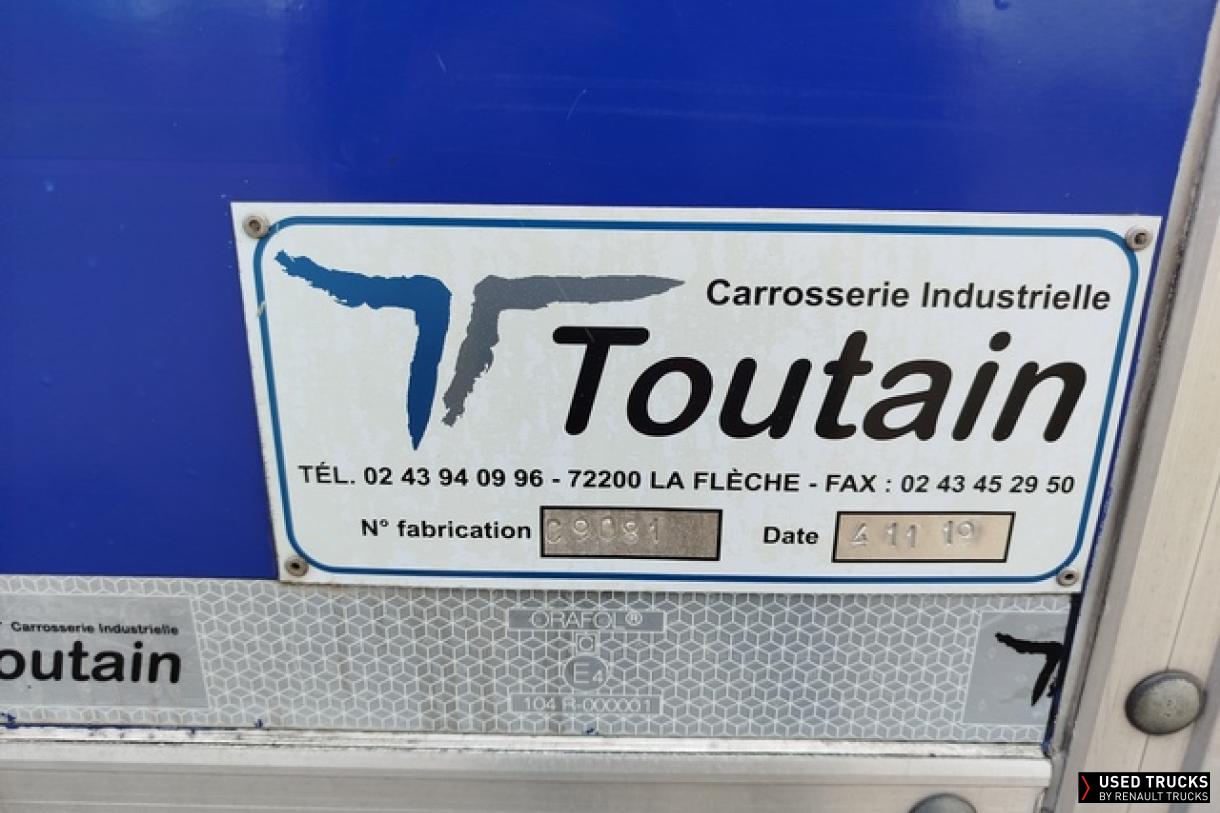 Carrosserie Industrielle
Toutain
TÉL. 02 43 94 09 96 - 72200 LA FLÈCHE - FAX : 02 43 45 29 50
N° fabrication C9081 Date 4 11 19
Carrosserie Industrielle
outain
ORAFOL®
C
E4
104 R-000001
USED TRUCKS
BY RENAULT TRUCKS